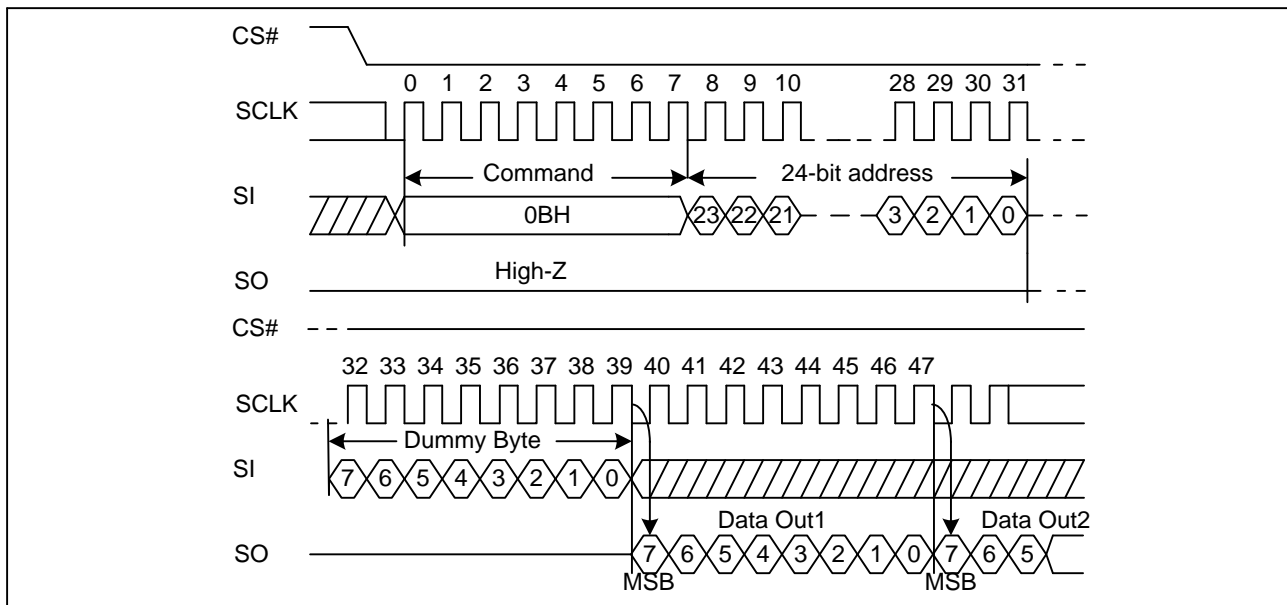 CS#
0 1 2 3 4 5 6 7 8 9 10 28 29 30 31
SCLK
Command 24-bit address
SI
0BH 23 22 21 3 2 1 0
High-Z
SO
CS#
32 33 34 35 36 37 38 39 40 41 42 43 44 45 46 47
SCLK
Dummy Byte
SI
7 6 5 4 3 2 1 0
Data Out1 Data Out2
SO
7 6 5 4 3 2 1 0 7 6 5
MSB MSB